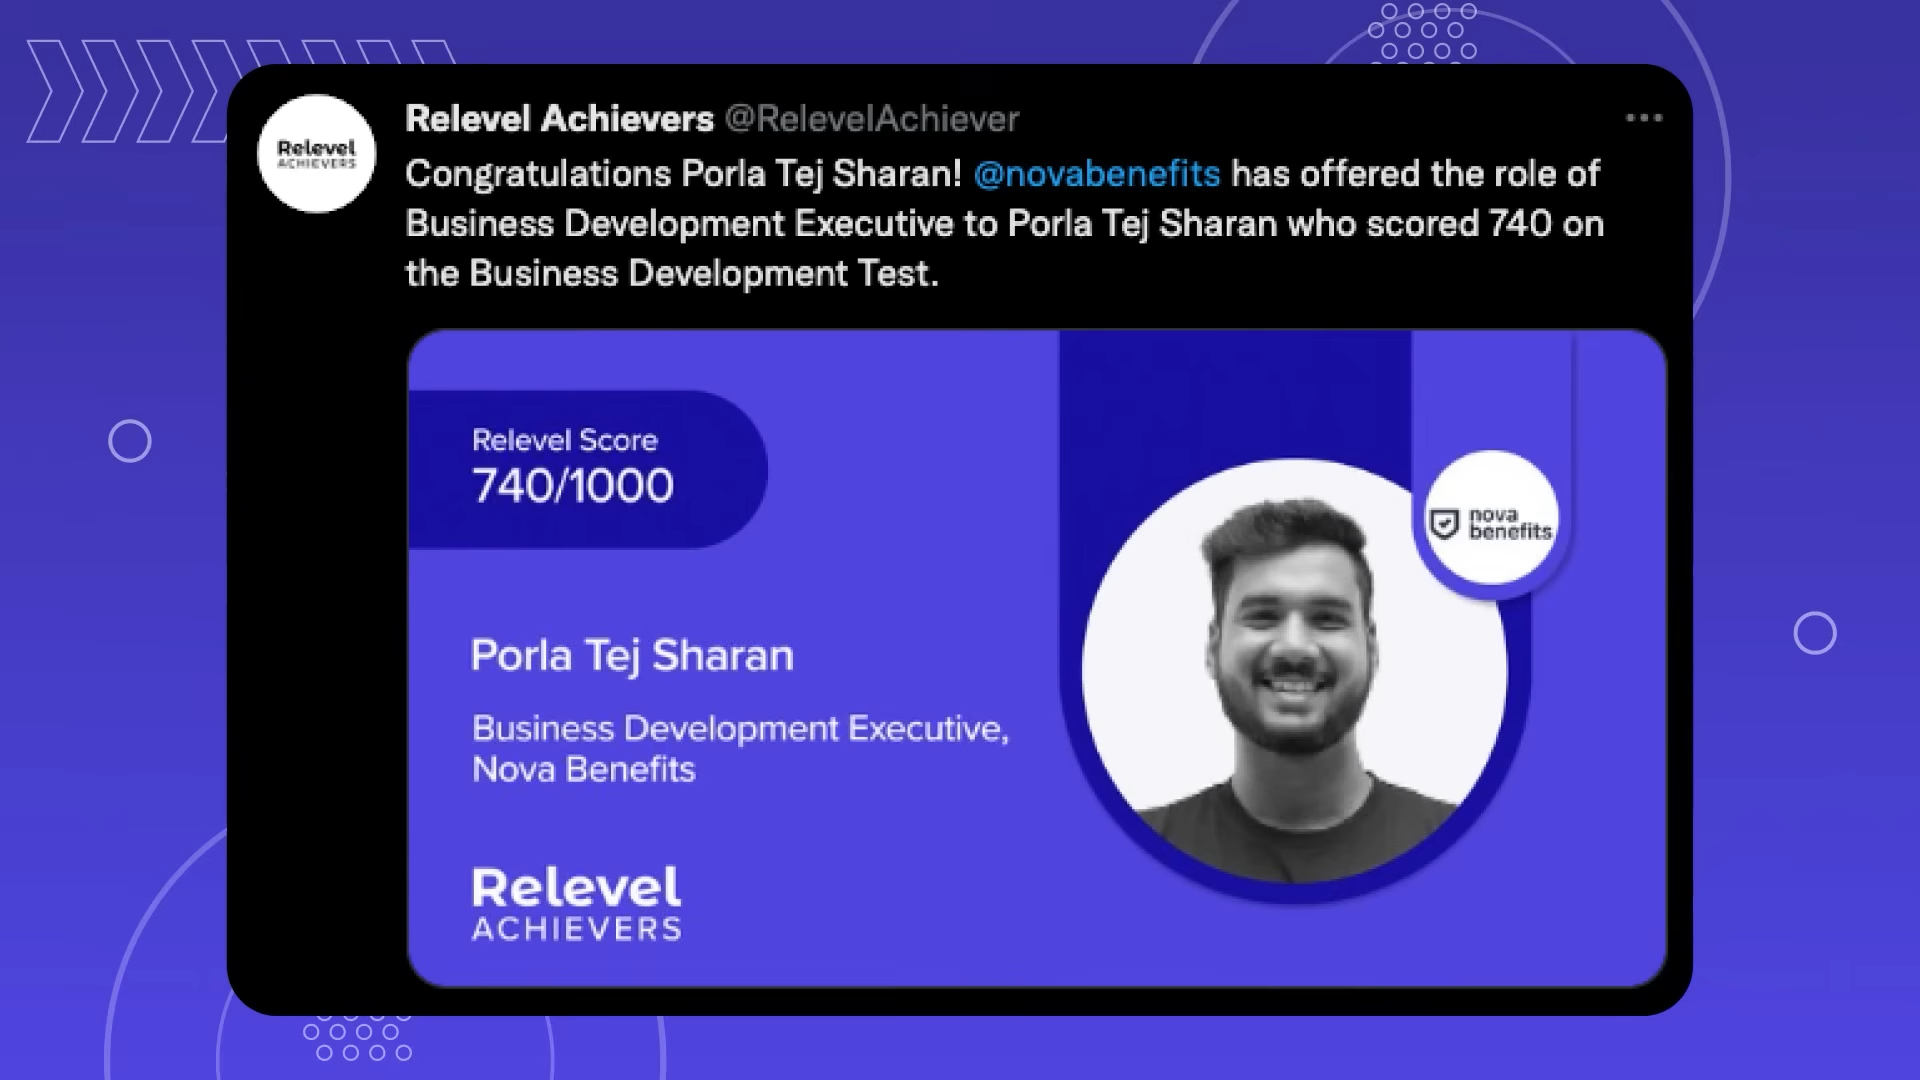 Relevel
ACHIEVERS
Relevel Achievers @RelevelAchiever
Congratulations Porla Tej Sharan! @novabenefits has offered the role of
Business Development Executive to Porla Tej Sharan who scored 740 on
the Business Development Test.
Relevel Score
740/1000
nova
benefits
Porla Tej Sharan
Business Development Executive,
Nova Benefits
Relevel
ACHIEVERS